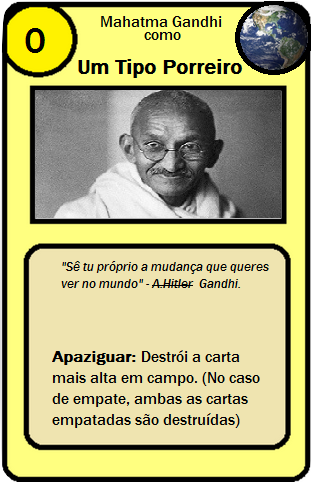 0
Mahatma Gandhi
como
Um Tipo Porreiro
"Sê tu próprio a mudança que queres
ver no mundo" - A.Hitler Gandhi.
Apaziguar: Destrói a carta
mais alta em campo. (No caso
de empate, ambas as cartas
empatadas são destruídas)